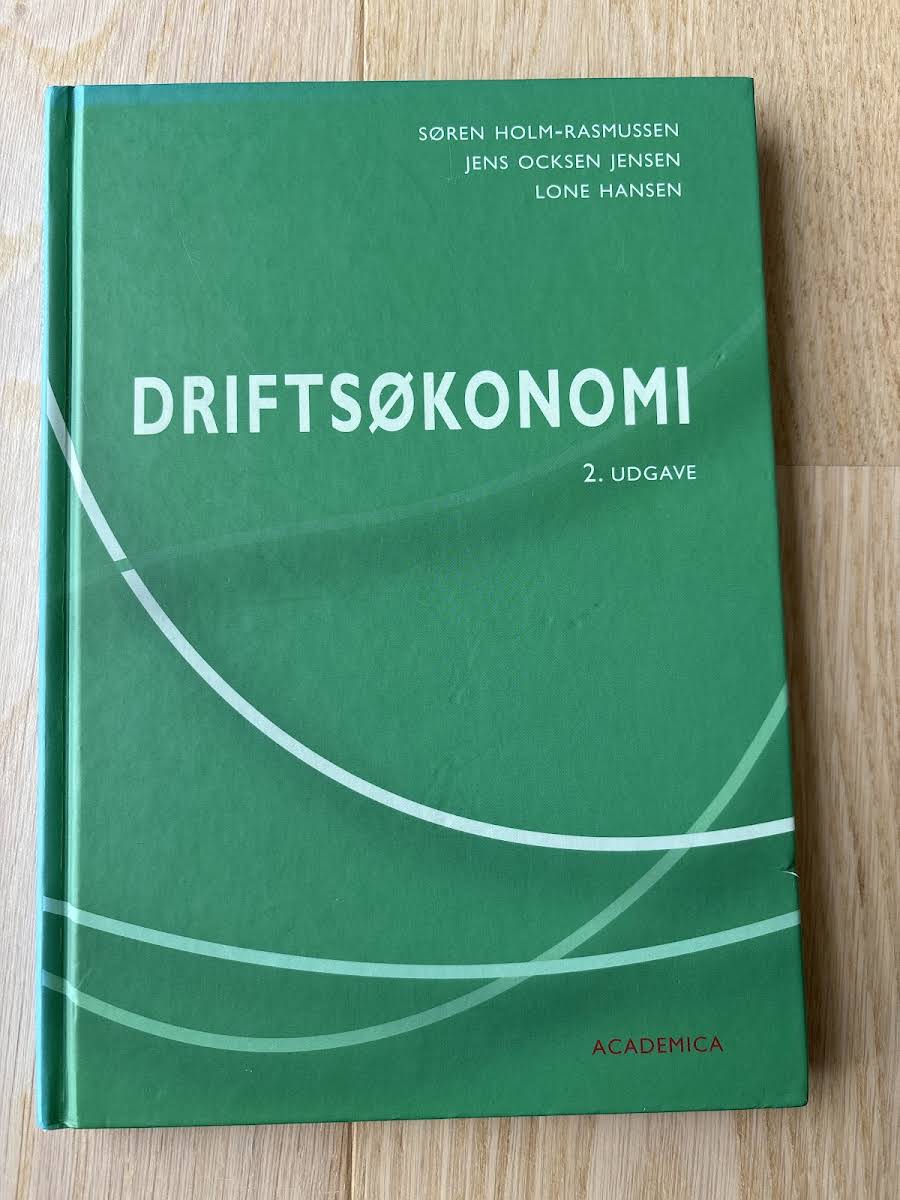 SØREN HOLM-RASMUSSEN
JENS OCKSEN JENSEN
LONE HANSEN
DRIFTSØKONOMI
2. UDGAVE
ACADEMICA